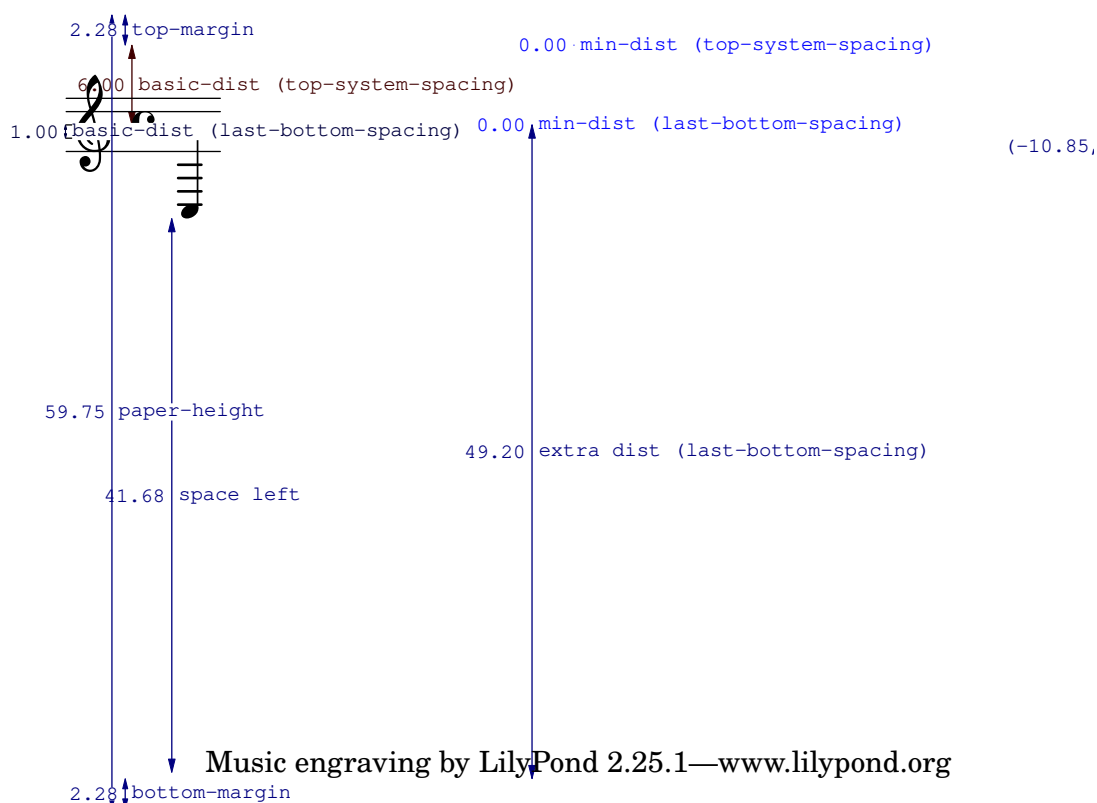 2.28 top-margin
0.00 min-dist (top-system-spacing)
6.00 basic-dist (top-system-spacing)
1.00 basic-dist (last-bottom-spacing)
0.00 min-dist (last-bottom-spacing)
(-10.85,
59.75 paper-height
49.20 extra dist (last-bottom-spacing)
41.68 space left
Music engraving by LilyPond 2.25.1—www.lilypond.org
2.28 bottom-margin